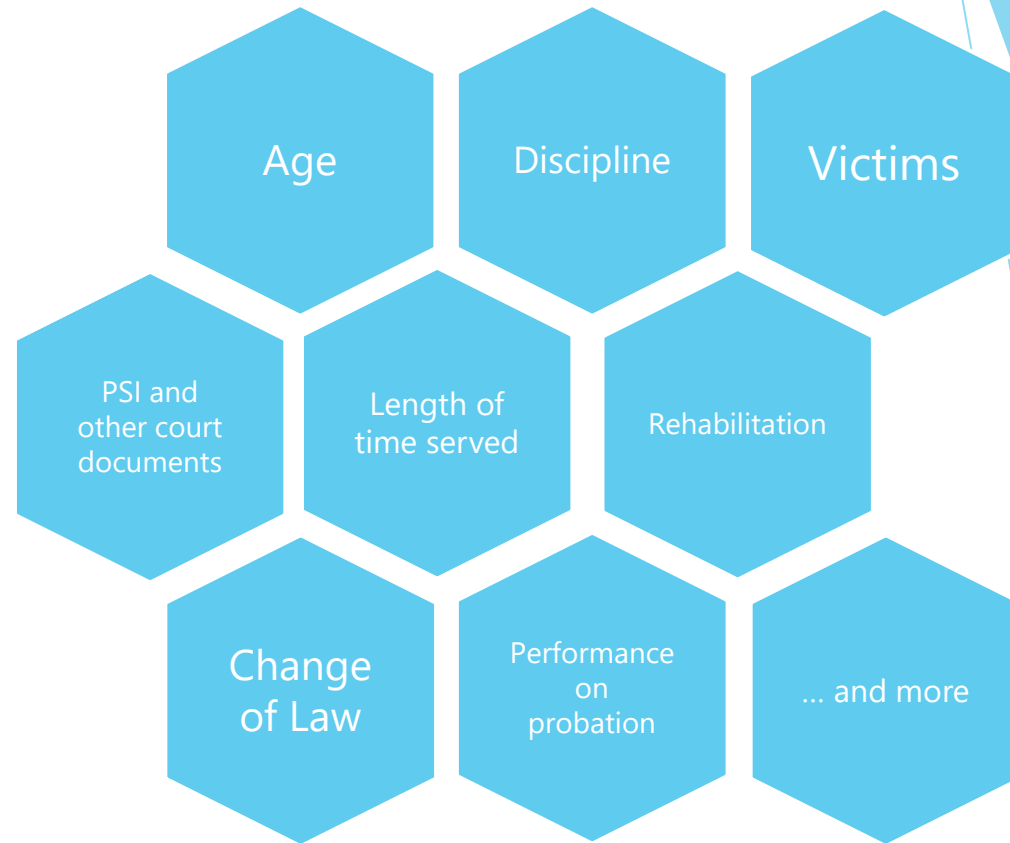 Age
Discipline
Victims
PSI and
other court
documents
Length of
time served
Rehabilitation
Change
of Law
Performance
on
probation
... and more